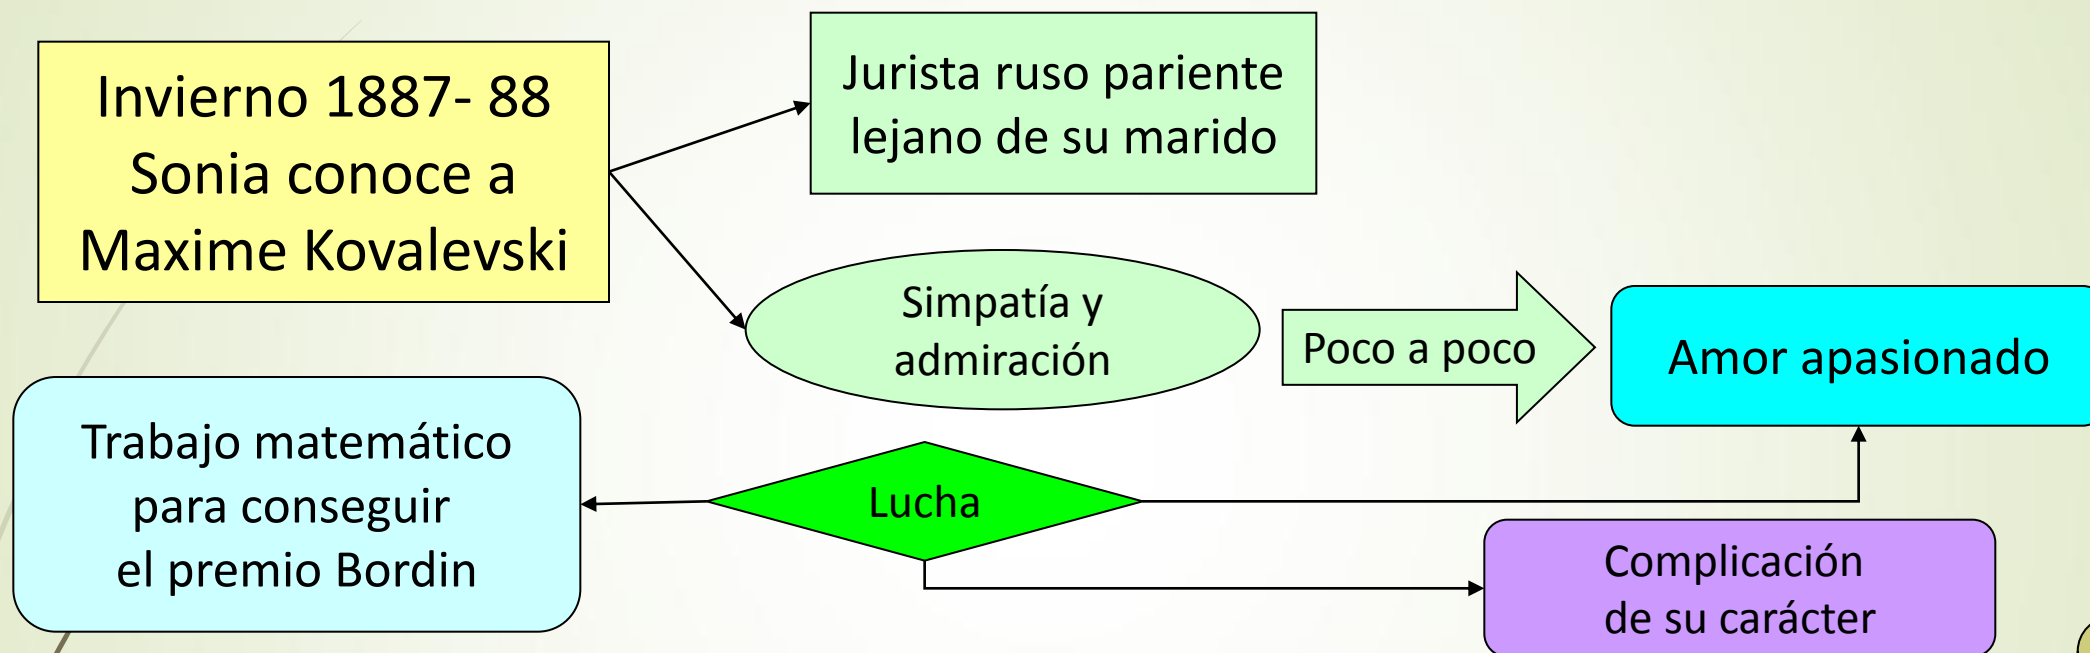 Invierno 1887- 88
Sonia conoce a
Maxime Kovalevski
Jurista ruso pariente
lejano de su marido
Simpatía y
admiración
Poco a poco
Amor apasionado
Trabajo matemático
para conseguir
el premio Bordin
Lucha
Complicación
de su carácter